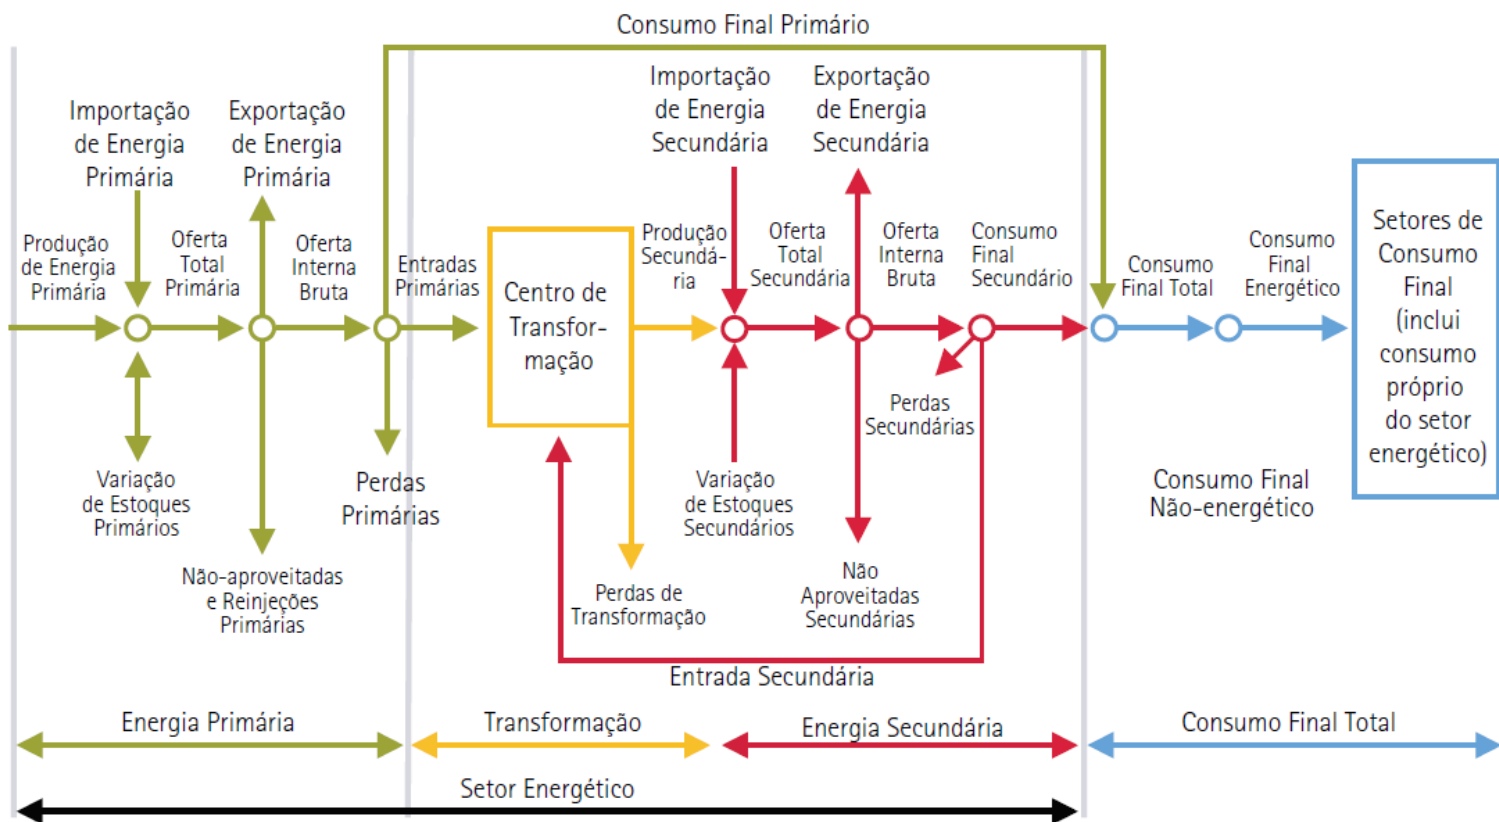 Consumo Final Primário
Importação
de Energia
Primária
Exportação
de Energia
Primária
Importação
de Energia
Secundária
Exportação
de Energia
Secundária
Produção
de Energia
Primária
Oferta
Total
Primária
Oferta
Interna
Bruta
Entradas
Primárias
Centro de
Transfor-
mação
Produção
Secundá-
ria
Oferta
Total
Secundária
Oferta
Interna
Bruta
Consumo
Final
Secundário
Consumo
Final Total
Consumo
Final
Energético
Setores de
Consumo
Final
(inclui
consumo
próprio
do setor
energético)
Variação
de Estoques
Primários
Perdas
Primárias
Não-aproveitadas
e Reinjeções
Primárias
Perdas de
Transformação
Variação
de Estoques
Secundários
Perdas
Secundárias
Não
Aproveitadas
Secundárias
Consumo Final
Não-energético
Entrada Secundária
Energia Primária
Transformação
Energia Secundária
Consumo Final Total
Setor Energético